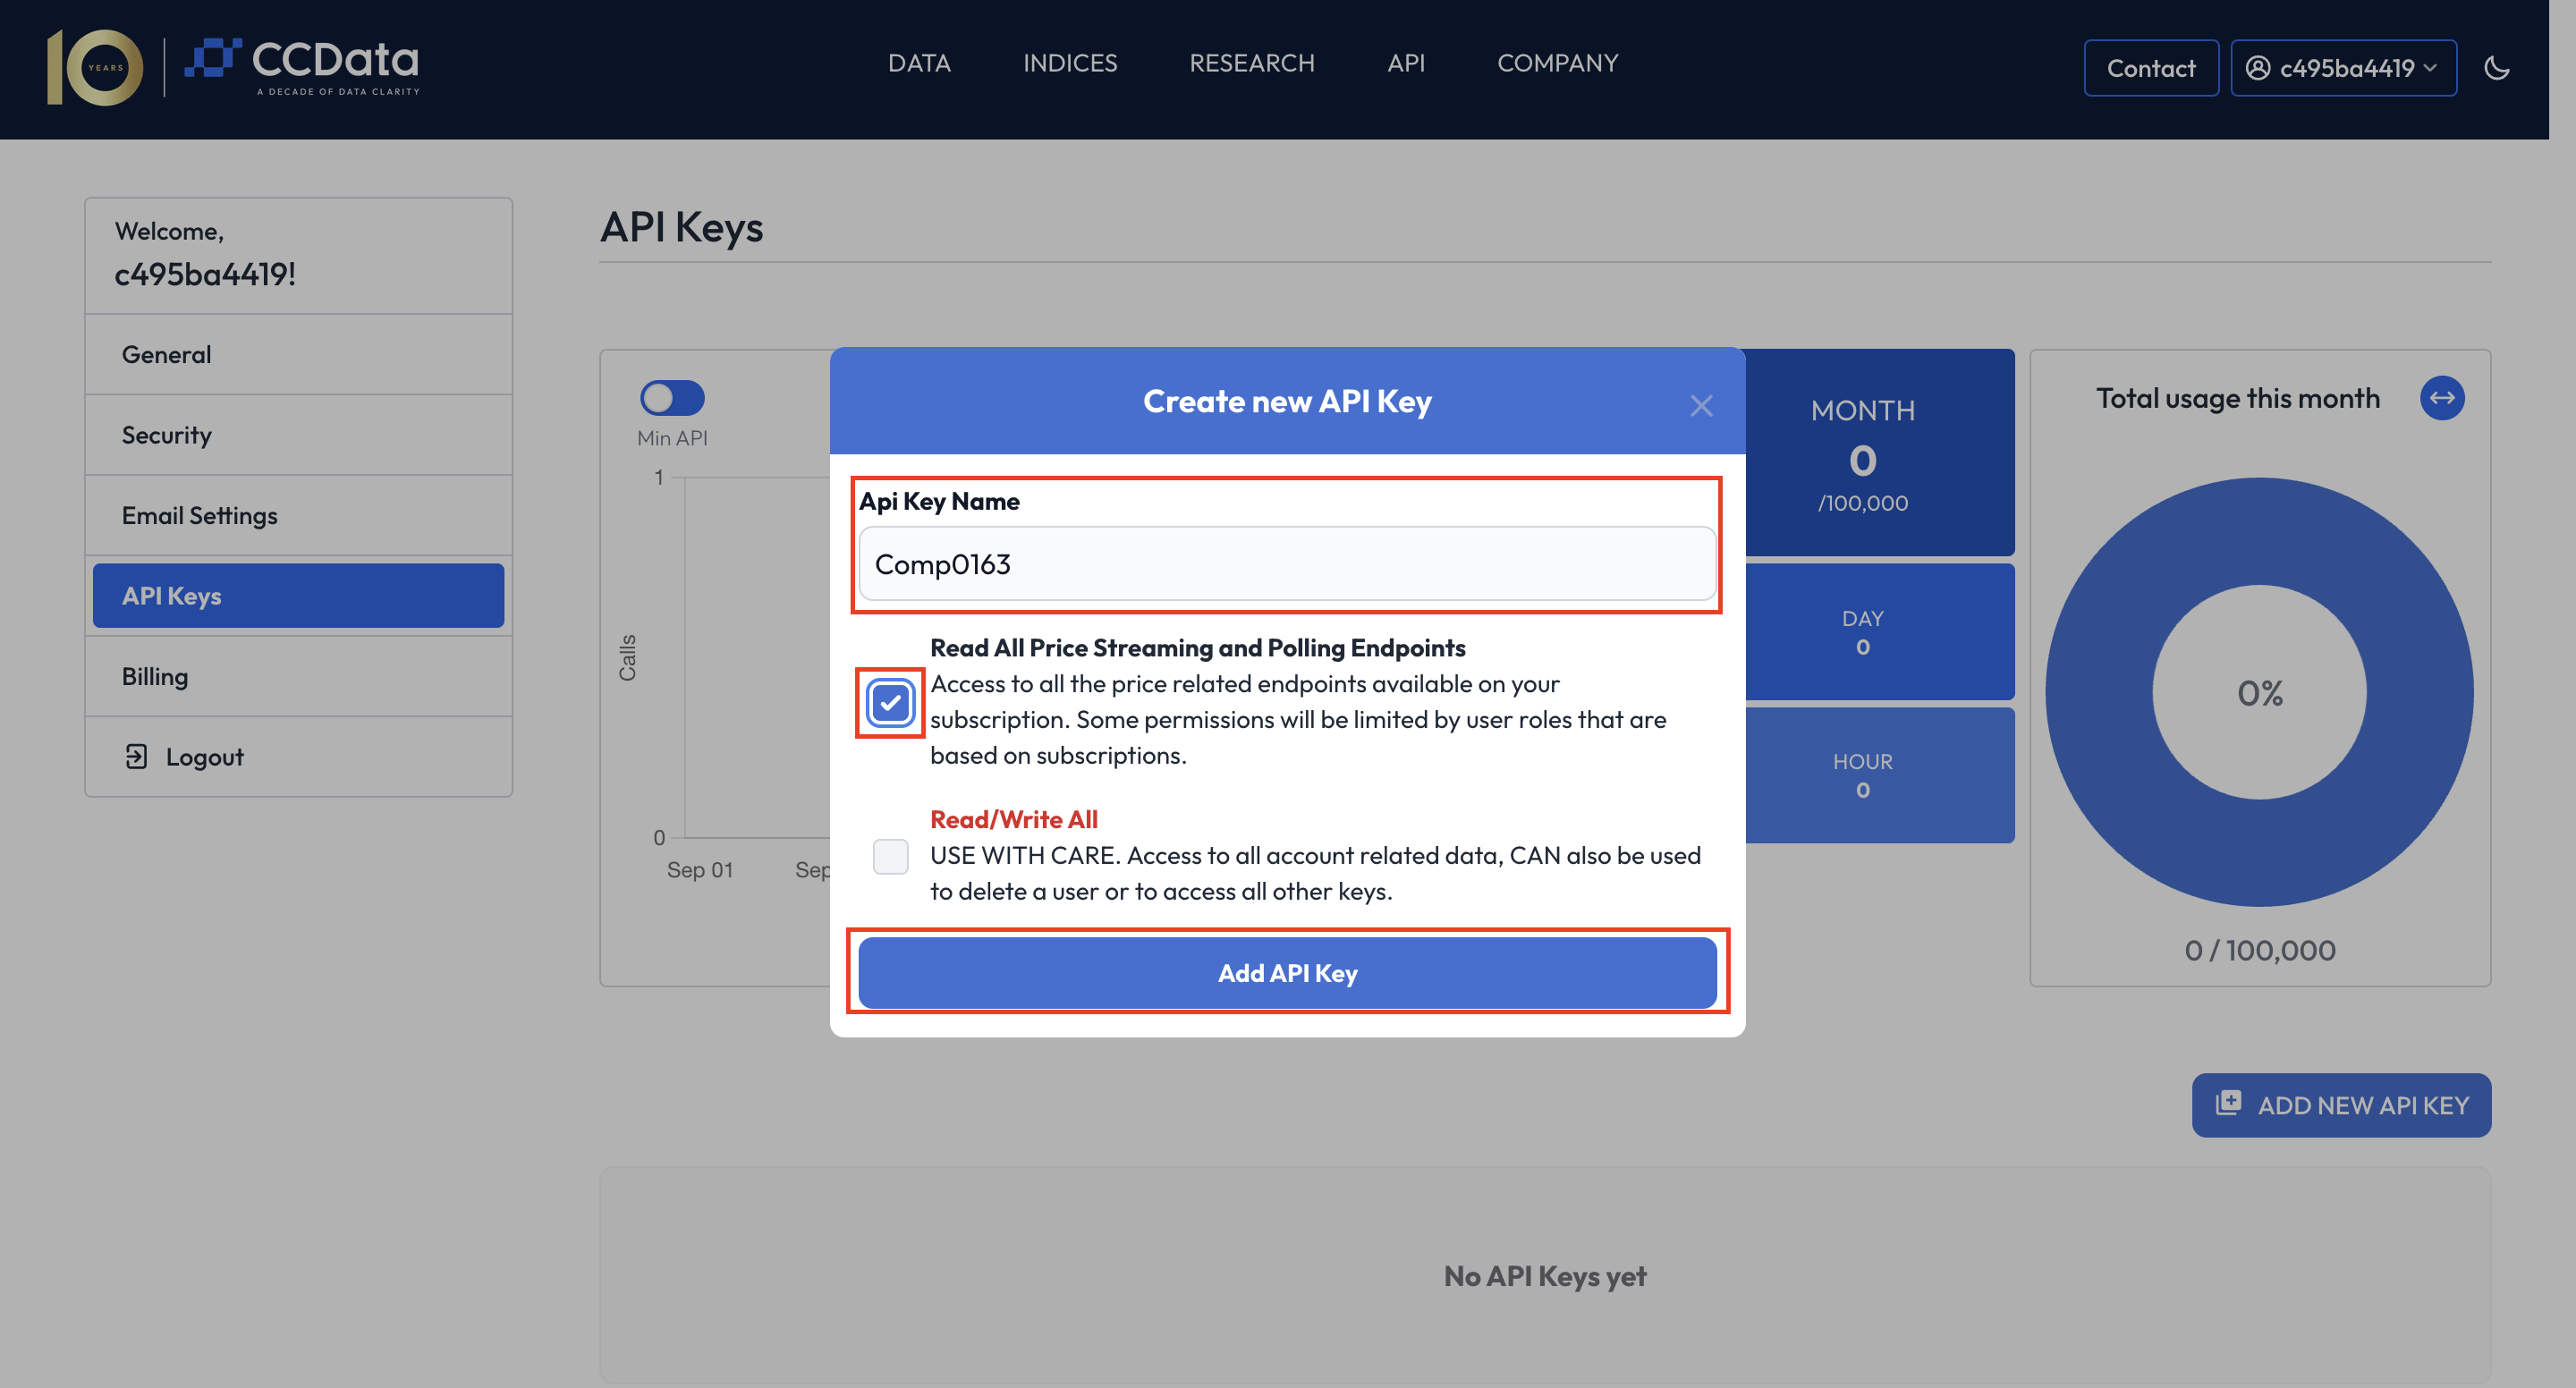 10 YEARS
CCData
A DECADE OF DATA CLARITY
DATA
INDICES
RESEARCH
API
COMPANY
Contact
c495ba4419
Welcome,
c495ba4419!
General
Security
Email Settings
API Keys
Billing
Logout
API Keys
Min API
1
Calls
0
Sep 01
Sep
Create new API Key
Api Key Name
Comp0163
Read All Price Streaming and Polling Endpoints
Access to all the price related endpoints available on your
subscription. Some permissions will be limited by user roles that are
based on subscriptions.
Read/Write All
USE WITH CARE. Access to all account related data, CAN also be used
to delete a user or to access all other keys.
Add API Key
MONTH
0
/100,000
DAY
0
HOUR
0
Total usage this month
0%
0 / 100,000
ADD NEW API KEY
No API Keys yet